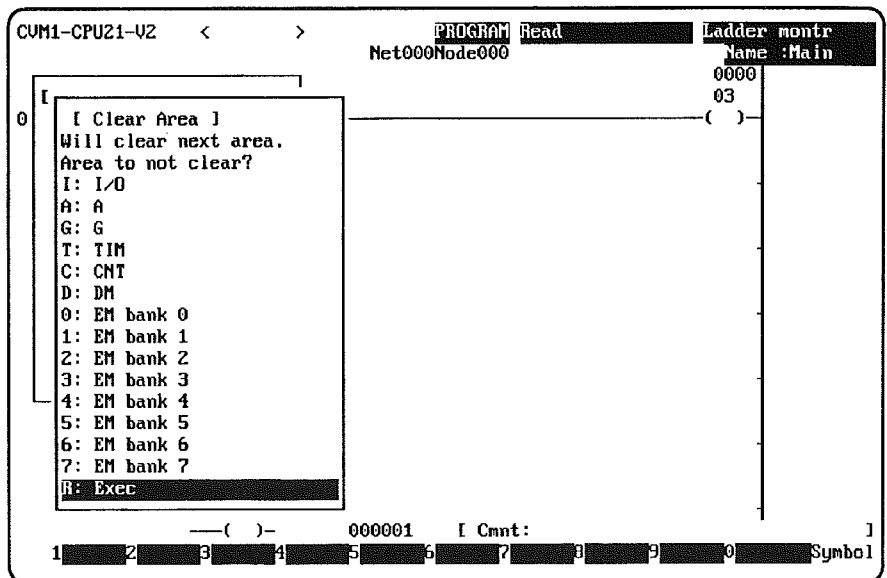 CVM1-CPU21-V2 < > PROGRAM Read Ladder montr
Net000Node000 Name :Main
0000
[ 03
0 [ Clear Area ] ( )
Will clear next area.
Area to not clear?
I: I/O
A: A
G: G
T: TIM
C: CNT
D: DM
0: EM bank 0
1: EM bank 1
2: EM bank 2
3: EM bank 3
4: EM bank 4
5: EM bank 5
6: EM bank 6
7: EM bank 7
R: Exec
( ) 000001 [ Cmnt: ]
1 2 3 4 5 6 7 8 9 0 Symbol